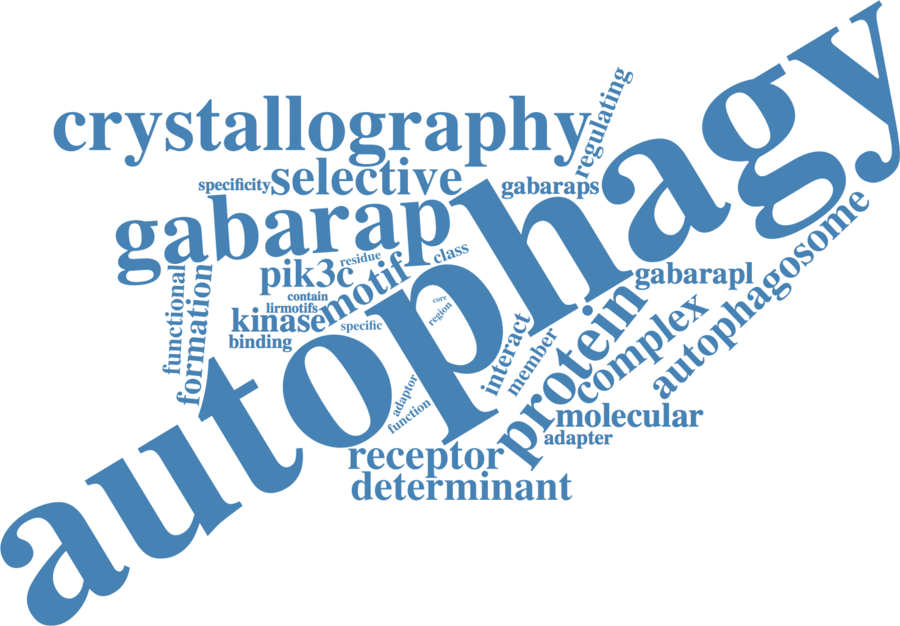 autophagy
crystallography
regulating
specificity
selective
gabaraps
gabarap
class
residue
pik3c
motif
gabarapl
autophagosome
functional
formation
contain
lirmotifs
kinase
specific
binding
core
region
interact
member
protein
complex
adaptor
function
molecular
adapter
receptor
determinant